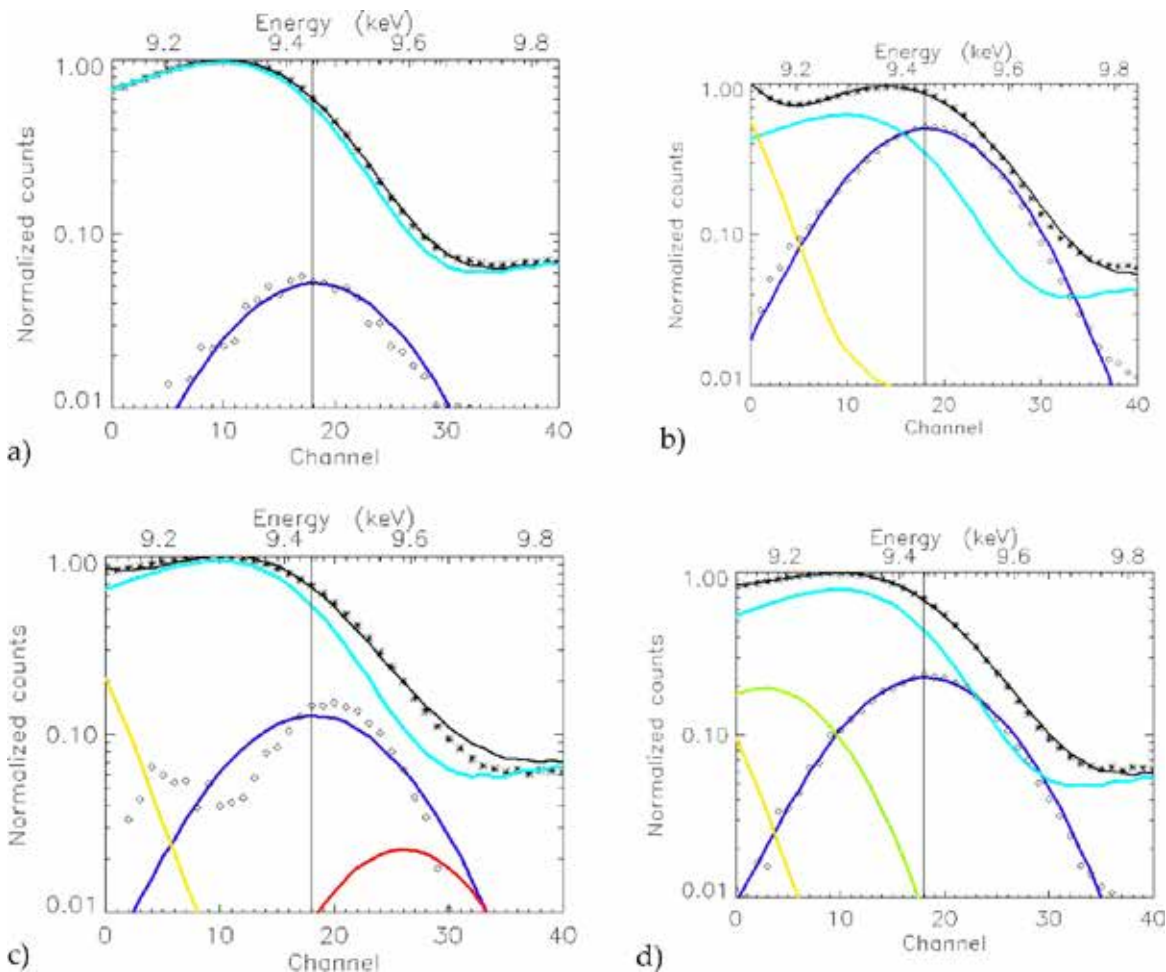 Energy (keV)
9.2 9.4 9.6 9.8
1.00
0.10
0.01
Normalized counts
0 10 20 30 40
Channel
a)
Energy (keV)
9.2 9.4 9.6 9.8
1.00
0.10
0.01
Normalized counts
0 10 20 30 40
Channel
b)
Energy (keV)
9.2 9.4 9.6 9.8
1.00
0.10
0.01
Normalized counts
0 10 20 30 40
Channel
c)
Energy (keV)
9.2 9.4 9.6 9.8
1.00
0.10
0.01
Normalized counts
0 10 20 30 40
Channel
d)